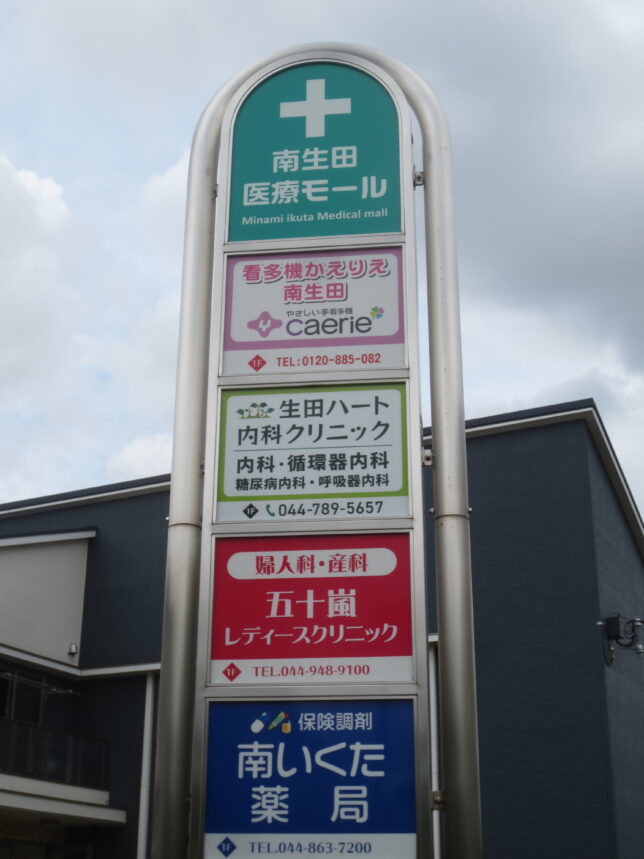 南生田
医療モール
Minami ikuta Medical mall
看多機かえりえ
南生田
やさしい手看多機
caerie
1F TEL:0120-885-082
生田ハート
内科クリニック
内科・循環器内科
糖尿病内科・呼吸器内科
1F 044-789-5657
婦人科・産科
五十嵐
レディースクリニック
1F TEL.044-948-9100
保険調剤
南いくた
薬局
1F TEL.044-863-7200